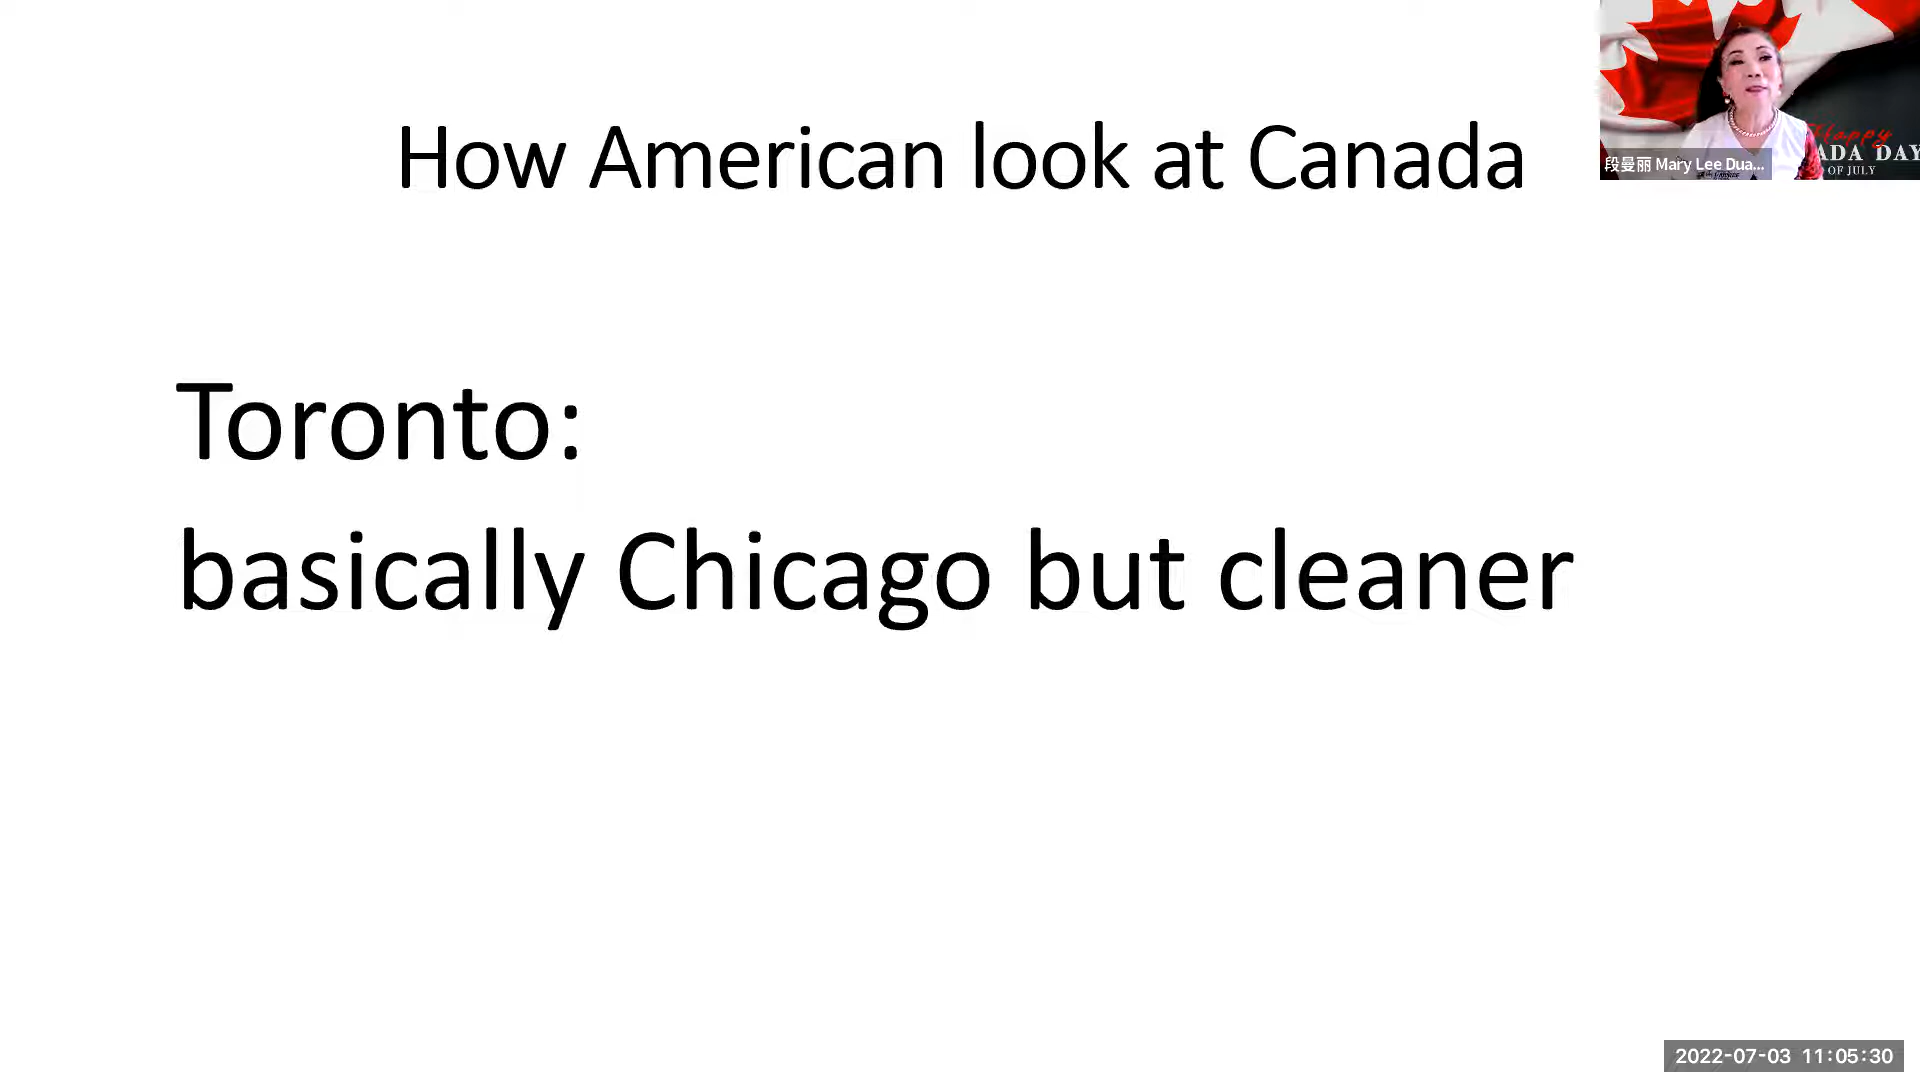 How American look at Canada
Toronto:
basically Chicago but cleaner
Happy
ADA DAY
OF JULY
段曼丽 Mary Lee Dua...
2022-07-03 11:05:30